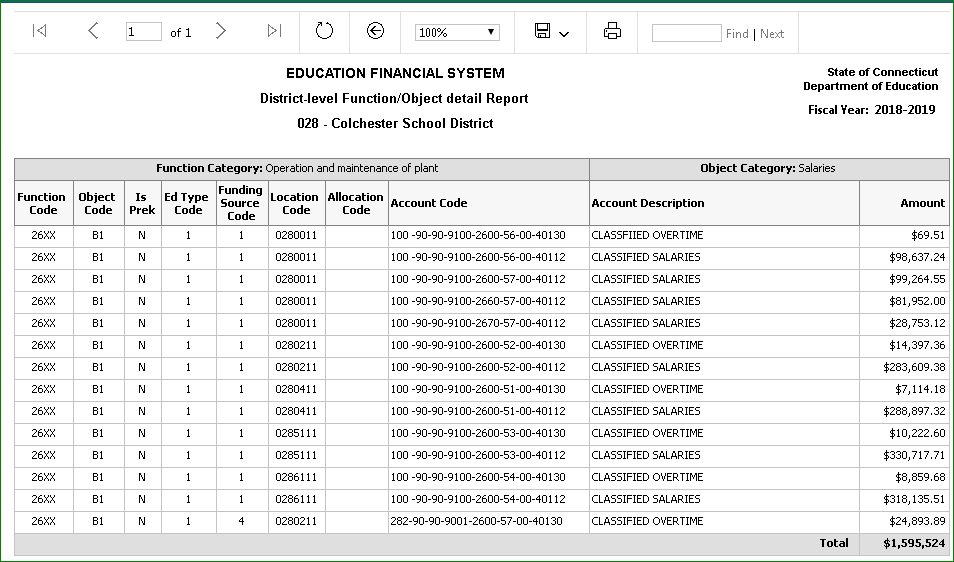 1 of 1 100% Find | Next
EDUCATION FINANCIAL SYSTEM
District-level Function/Object detail Report
028 - Colchester School District
State of Connecticut
Department of Education
Fiscal Year: 2018-2019
Function Category: Operation and maintenance of plant Object Category: Salaries
Function Code Object Code Is Prek Ed Type Code Funding Source Code Location Code Allocation Code Account Code Account Description Amount
26XX B1 N 1 1 0280011 100 -90-90-9100-2600-56-00-40130 CLASSFIIED OVERTIME $69.51
26XX B1 N 1 1 0280011 100 -90-90-9100-2600-56-00-40112 CLASSIFIED SALARIES $98,637.24
26XX B1 N 1 1 0280011 100 -90-90-9100-2600-57-00-40112 CLASSIFIED SALARIES $99,264.55
26XX B1 N 1 1 0280011 100 -90-90-9100-2660-57-00-40112 CLASSIFIED SALARIES $81,952.00
26XX B1 N 1 1 0280011 100 -90-90-9100-2670-57-00-40112 CLASSIFIED SALARIES $28,753.12
26XX B1 N 1 1 0280211 100 -90-90-9100-2600-52-00-40130 CLASSIFIED OVERTIME $14,397.36
26XX B1 N 1 1 0280211 100 -90-90-9100-2600-52-00-40112 CLASSIFIED SALARIES $283,609.38
26XX B1 N 1 1 0280411 100 -90-90-9100-2600-51-00-40130 CLASSIFIED OVERTIME $7,114.18
26XX B1 N 1 1 0280411 100 -90-90-9100-2600-51-00-40112 CLASSIFIED SALARIES $288,897.32
26XX B1 N 1 1 0285111 100 -90-90-9100-2600-53-00-40130 CLASSIFIED OVERTIME $10,222.60
26XX B1 N 1 1 0285111 100 -90-90-9100-2600-53-00-40112 CLASSIFIED SALARIES $330,717.71
26XX B1 N 1 1 0286111 100 -90-90-9100-2600-54-00-40130 CLASSIFIED OVERTIME $8,859.68
26XX B1 N 1 1 0286111 100 -90-90-9100-2600-54-00-40112 CLASSIFIED SALARIES $318,135.51
26XX B1 N 1 4 0280211 282-90-90-9001-2600-57-00-40130 CLASSIFIED OVERTIME $24,893.89
Total $1,595,524